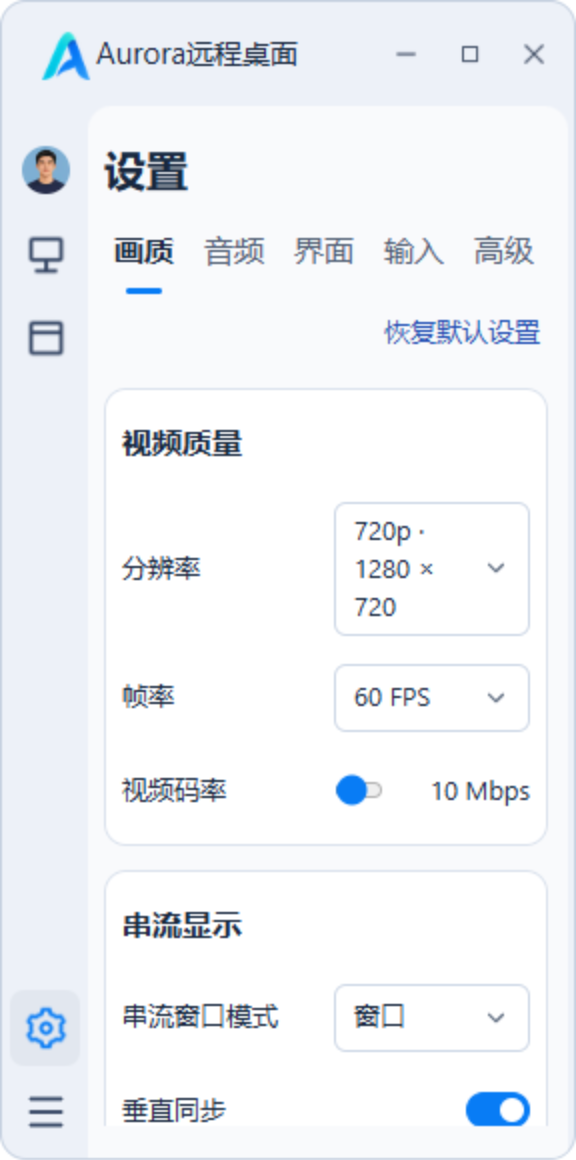 Aurora远程桌面
设置
画质 音频 界面 输入 高级
恢复默认设置
视频质量
分辨率
720p ·
1280 ×
720
帧率
60 FPS
视频码率
10 Mbps
串流显示
串流窗口模式
窗口
垂直同步